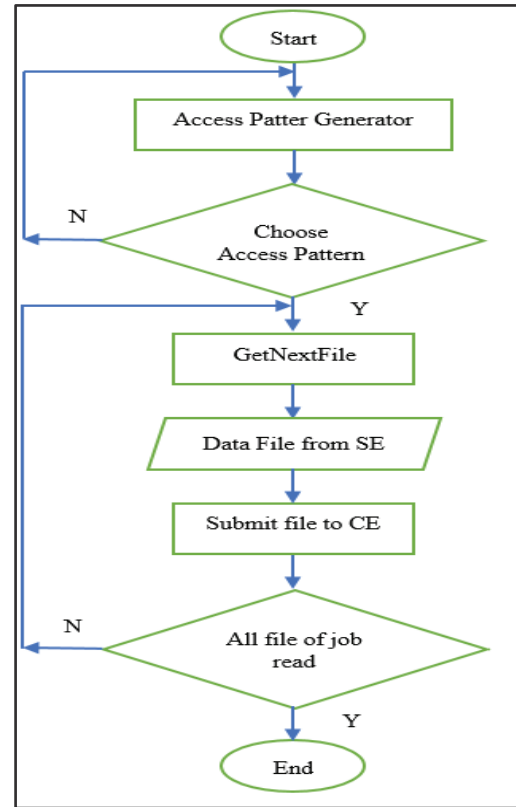 Start
Access Patter Generator
N
Choose
Access Pattern
Y
GetNextFile
Data File from SE
Submit file to CE
N
All file of job
read
Y
End